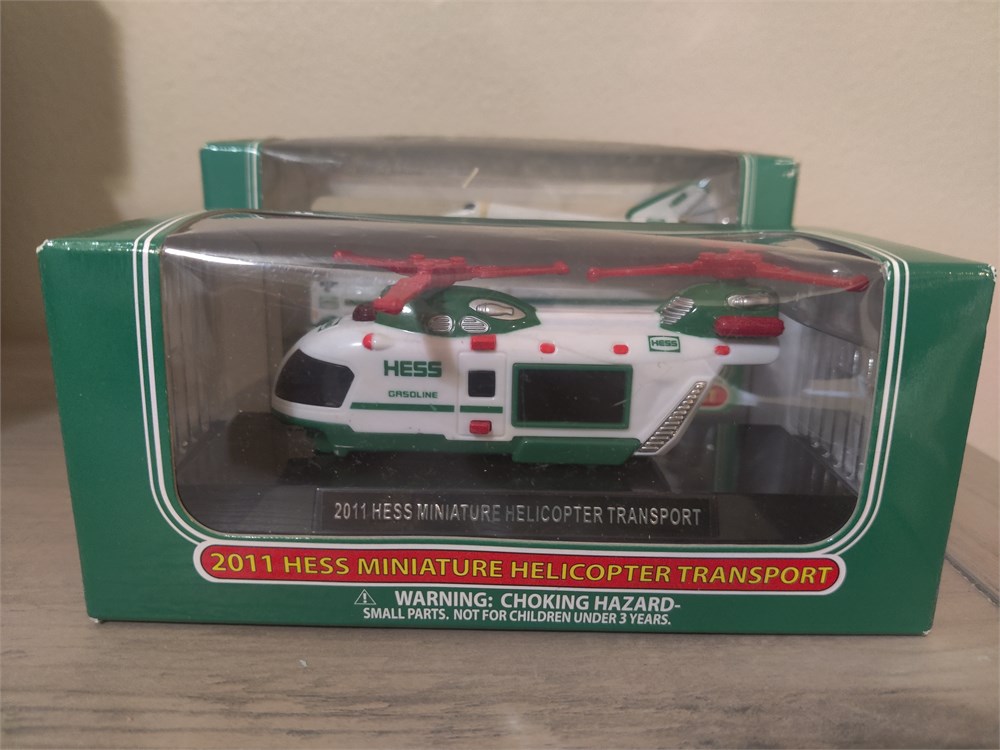 HESS
GASOLINE
HESS
2011 HESS MINIATURE HELICOPTER TRANSPORT
2011 HESS MINIATURE HELICOPTER TRANSPORT
WARNING: CHOKING HAZARD-
SMALL PARTS. NOT FOR CHILDREN UNDER 3 YEARS.